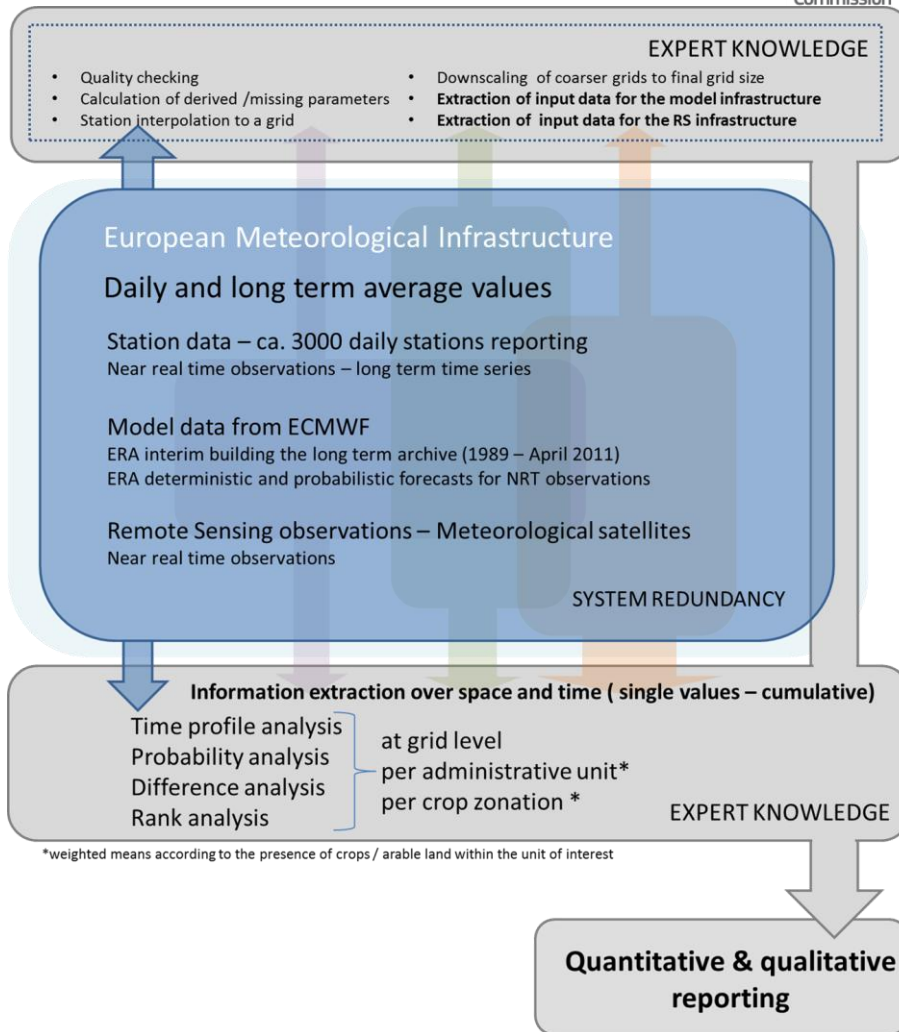 Commission
EXPERT KNOWLEDGE
• Quality checking
• Calculation of derived /missing parameters
• Station interpolation to a grid
• Downscaling of coarser grids to final grid size
• Extraction of input data for the model infrastructure
• Extraction of input data for the RS infrastructure
European Meteorological Infrastructure
Daily and long term average values
Station data – ca. 3000 daily stations reporting
Near real time observations – long term time series
Model data from ECMWF
ERA interim building the long term archive (1989 – April 2011)
ERA deterministic and probabilistic forecasts for NRT observations
Remote Sensing observations – Meteorological satellites
Near real time observations
SYSTEM REDUNDANCY
Information extraction over space and time ( single values – cumulative)
Time profile analysis
Probability analysis
Difference analysis
Rank analysis
at grid level
per administrative unit*
per crop zonation *
EXPERT KNOWLEDGE
*weighted means according to the presence of crops / arable land within the unit of interest
Quantitative & qualitative
reporting